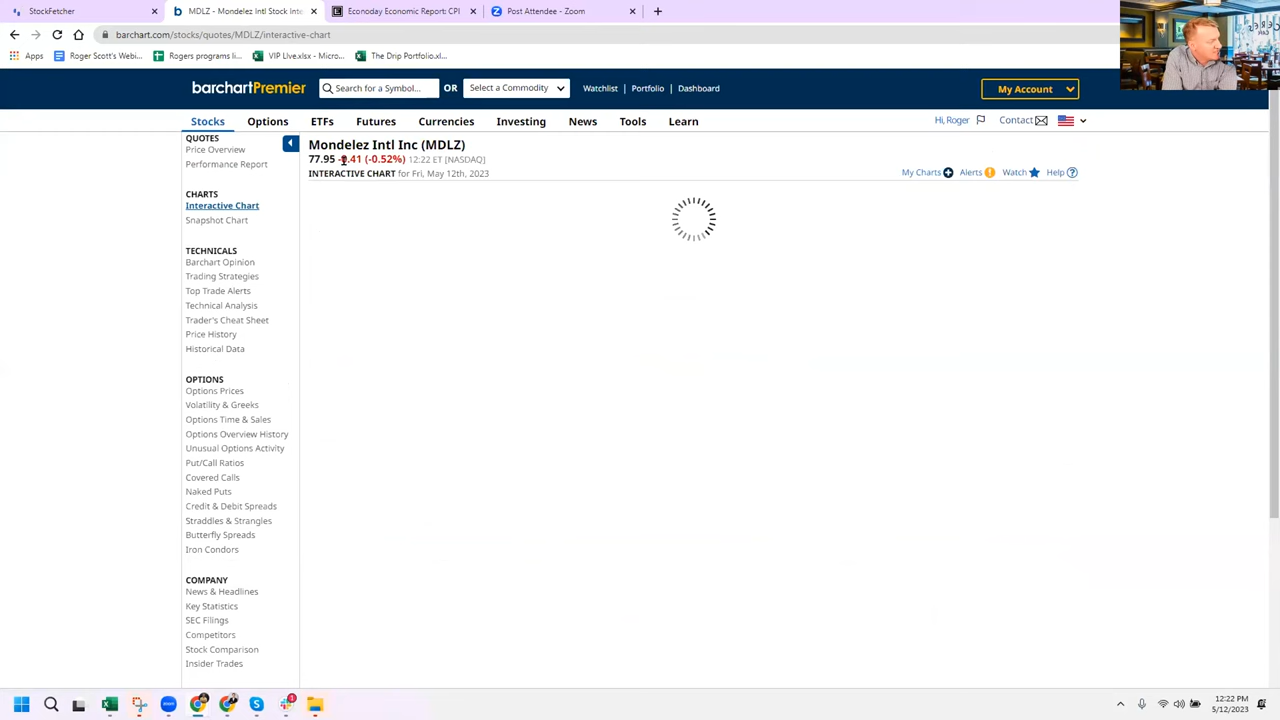 StockFetcher
MDLZ - Mondelez Intl Stock Inter
Econoday Economic Report: CPI
Post Attendee - Zoom
barchart.com/stocks/quotes/MDLZ/interactive-chart
Apps
Roger Scott's Webi...
Rogers programs li...
VIP LIve.xlsx - Micro...
The Drip Portfolio.xl...
barchartPremier
Search for a Symbol...
OR
Select a Commodity
Watchlist
Portfolio
Dashboard
My Account
Stocks
Options
ETFs
Futures
Currencies
Investing
News
Tools
Learn
Hi, Roger
Contact
QUOTES
Price Overview
Performance Report
CHARTS
Interactive Chart
Snapshot Chart
TECHNICALS
Barchart Opinion
Trading Strategies
Top Trade Alerts
Technical Analysis
Trader's Cheat Sheet
Price History
Historical Data
OPTIONS
Options Prices
Volatility & Greeks
Options Time & Sales
Options Overview History
Unusual Options Activity
Put/Call Ratios
Covered Calls
Naked Puts
Credit & Debit Spreads
Straddles & Strangles
Butterfly Spreads
Iron Condors
COMPANY
News & Headlines
Key Statistics
SEC Filings
Competitors
Stock Comparison
Insider Trades
Mondelez Intl Inc (MDLZ)
77.95 -0.41 (-0.52%) 12:22 ET [NASDAQ]
INTERACTIVE CHART for Fri, May 12th, 2023
My Charts
Alerts
Watch
Help
12:22 PM
5/12/2023